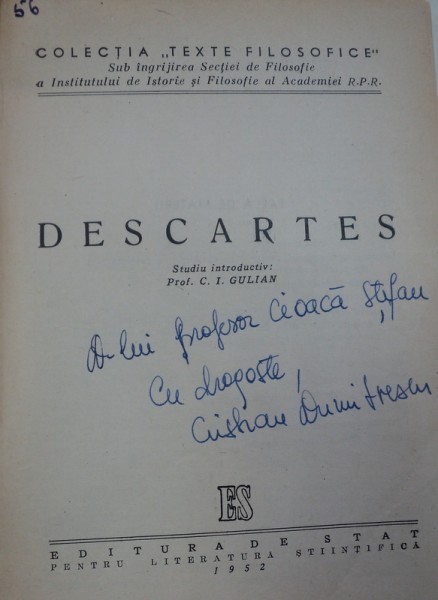 56
COLECȚIA „TEXTE FILOSOFICE"
Sub îngrijirea Secției de Filosofie
a Institutului de Istorie și Filosofie al Academiei R.P.R.
DESCARTES
Studiu introductiv:
Prof. C. I. GULIAN
D-lui profesor Cioacă Ștefan
Cu dragoste,
Cristian Dumitrescu
ES
EDITURA DE STAT
PENTRU LITERATURĂ ȘTIINȚIFICĂ
1952